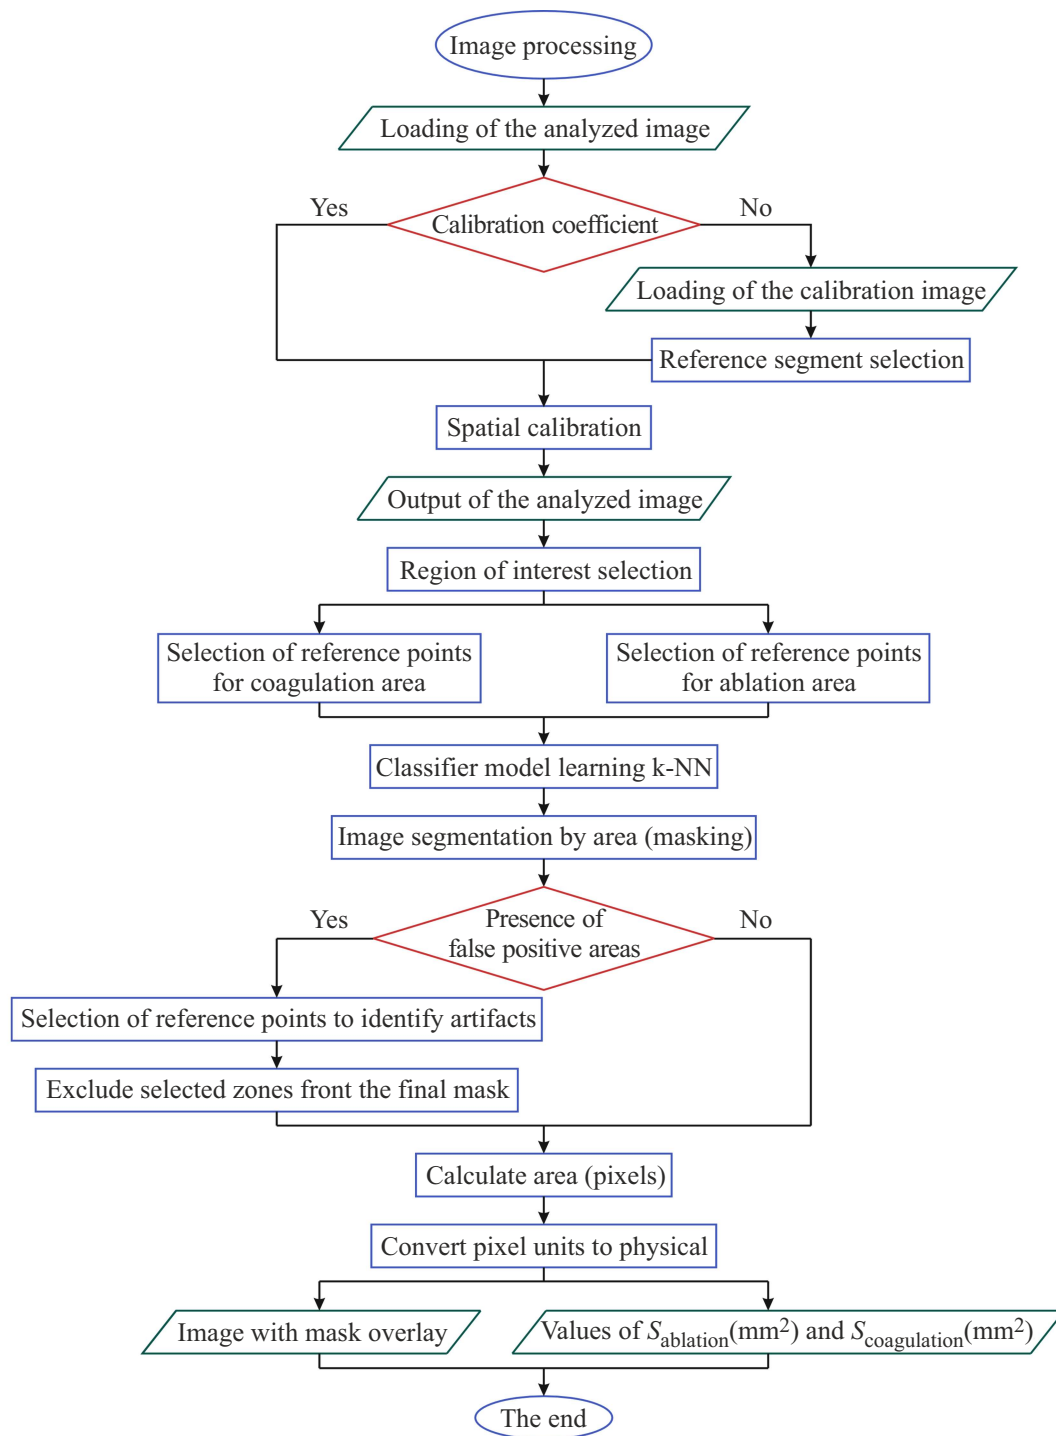 Image processing
Loading of the analyzed image
Yes
No
Calibration coefficient
Loading of the calibration image
Reference segment selection
Spatial calibration
Output of the analyzed image
Region of interest selection
Selection of reference points
for coagulation area
Selection of reference points
for ablation area
Classifier model learning k-NN
Image segmentation by area (masking)
Yes
No
Presence of
false positive areas
Selection of reference points to identify artifacts
Exclude selected zones front the final mask
Calculate area (pixels)
Convert pixel units to physical
Image with mask overlay
Values of S_ablation(mm²) and S_coagulation(mm²)
The end